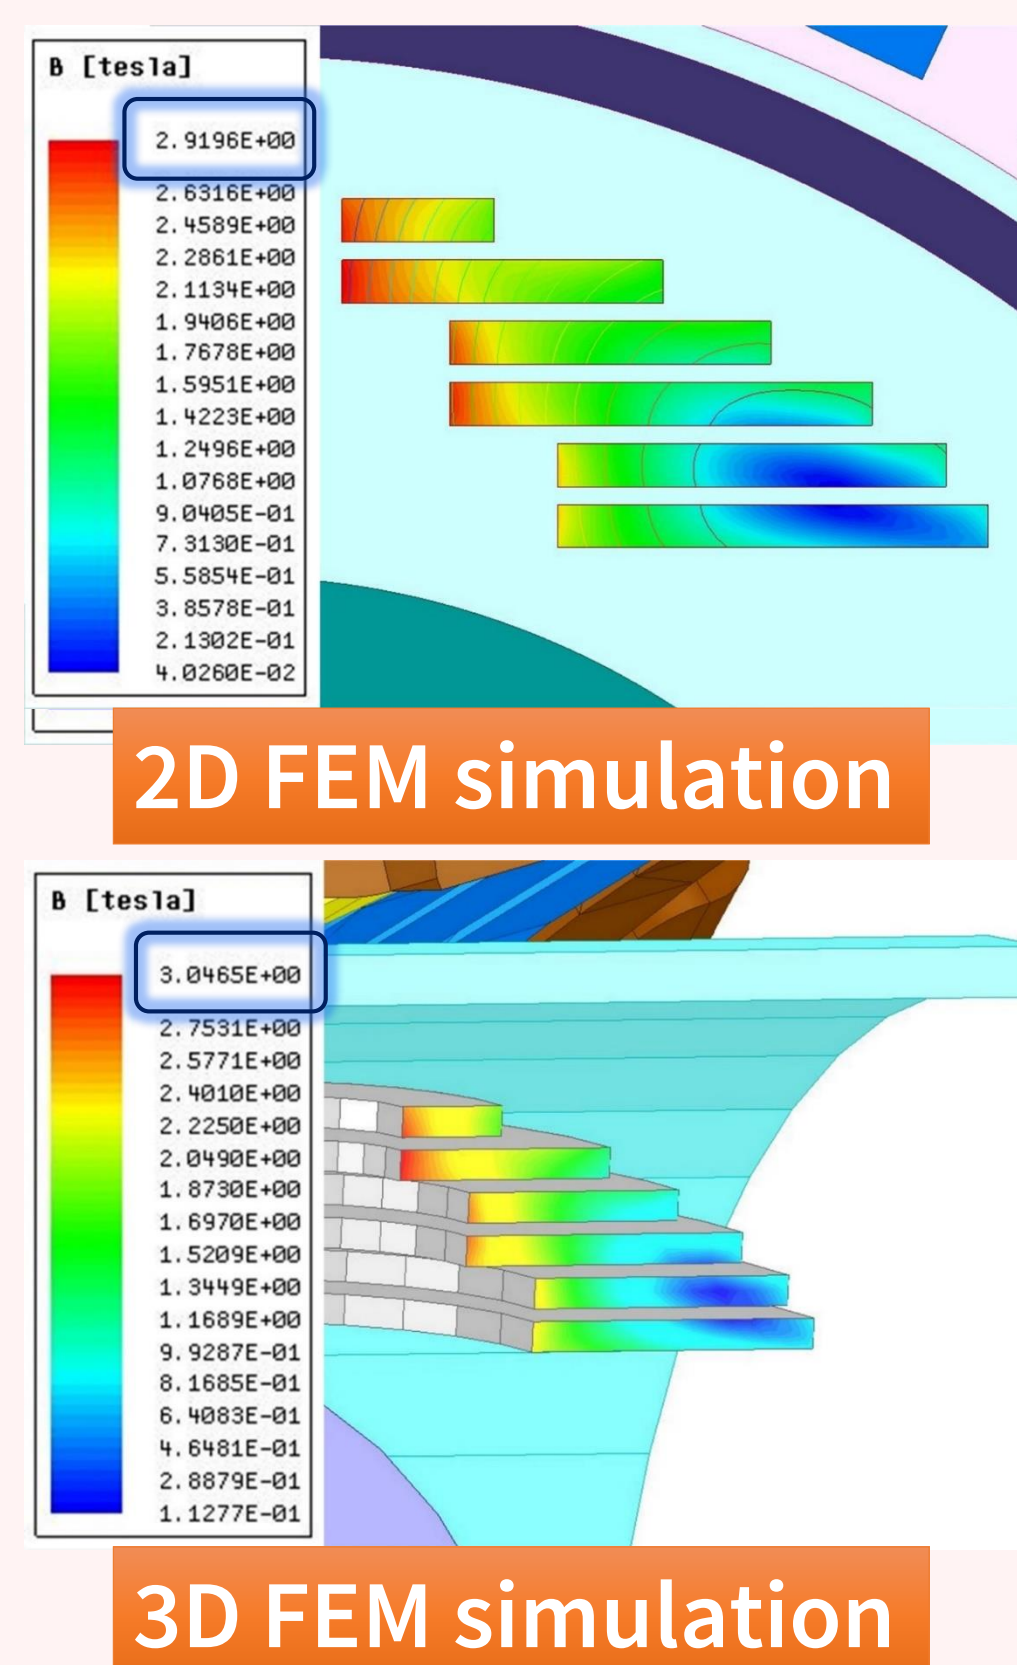 B [tesla]
2.9196E+00
2.6316E+00
2.4589E+00
2.2861E+00
2.1134E+00
1.9406E+00
1.7678E+00
1.5951E+00
1.4223E+00
1.2496E+00
1.0768E+00
9.0405E-01
7.3130E-01
5.5854E-01
3.8578E-01
2.1302E-01
4.0260E-02
2D FEM simulation
B [tesla]
3.0465E+00
2.7531E+00
2.5771E+00
2.4010E+00
2.2250E+00
2.0490E+00
1.8730E+00
1.6970E+00
1.5209E+00
1.3449E+00
1.1689E+00
9.9287E-01
8.1685E-01
6.4083E-01
4.6481E-01
2.8879E-01
1.1277E-01
3D FEM simulation